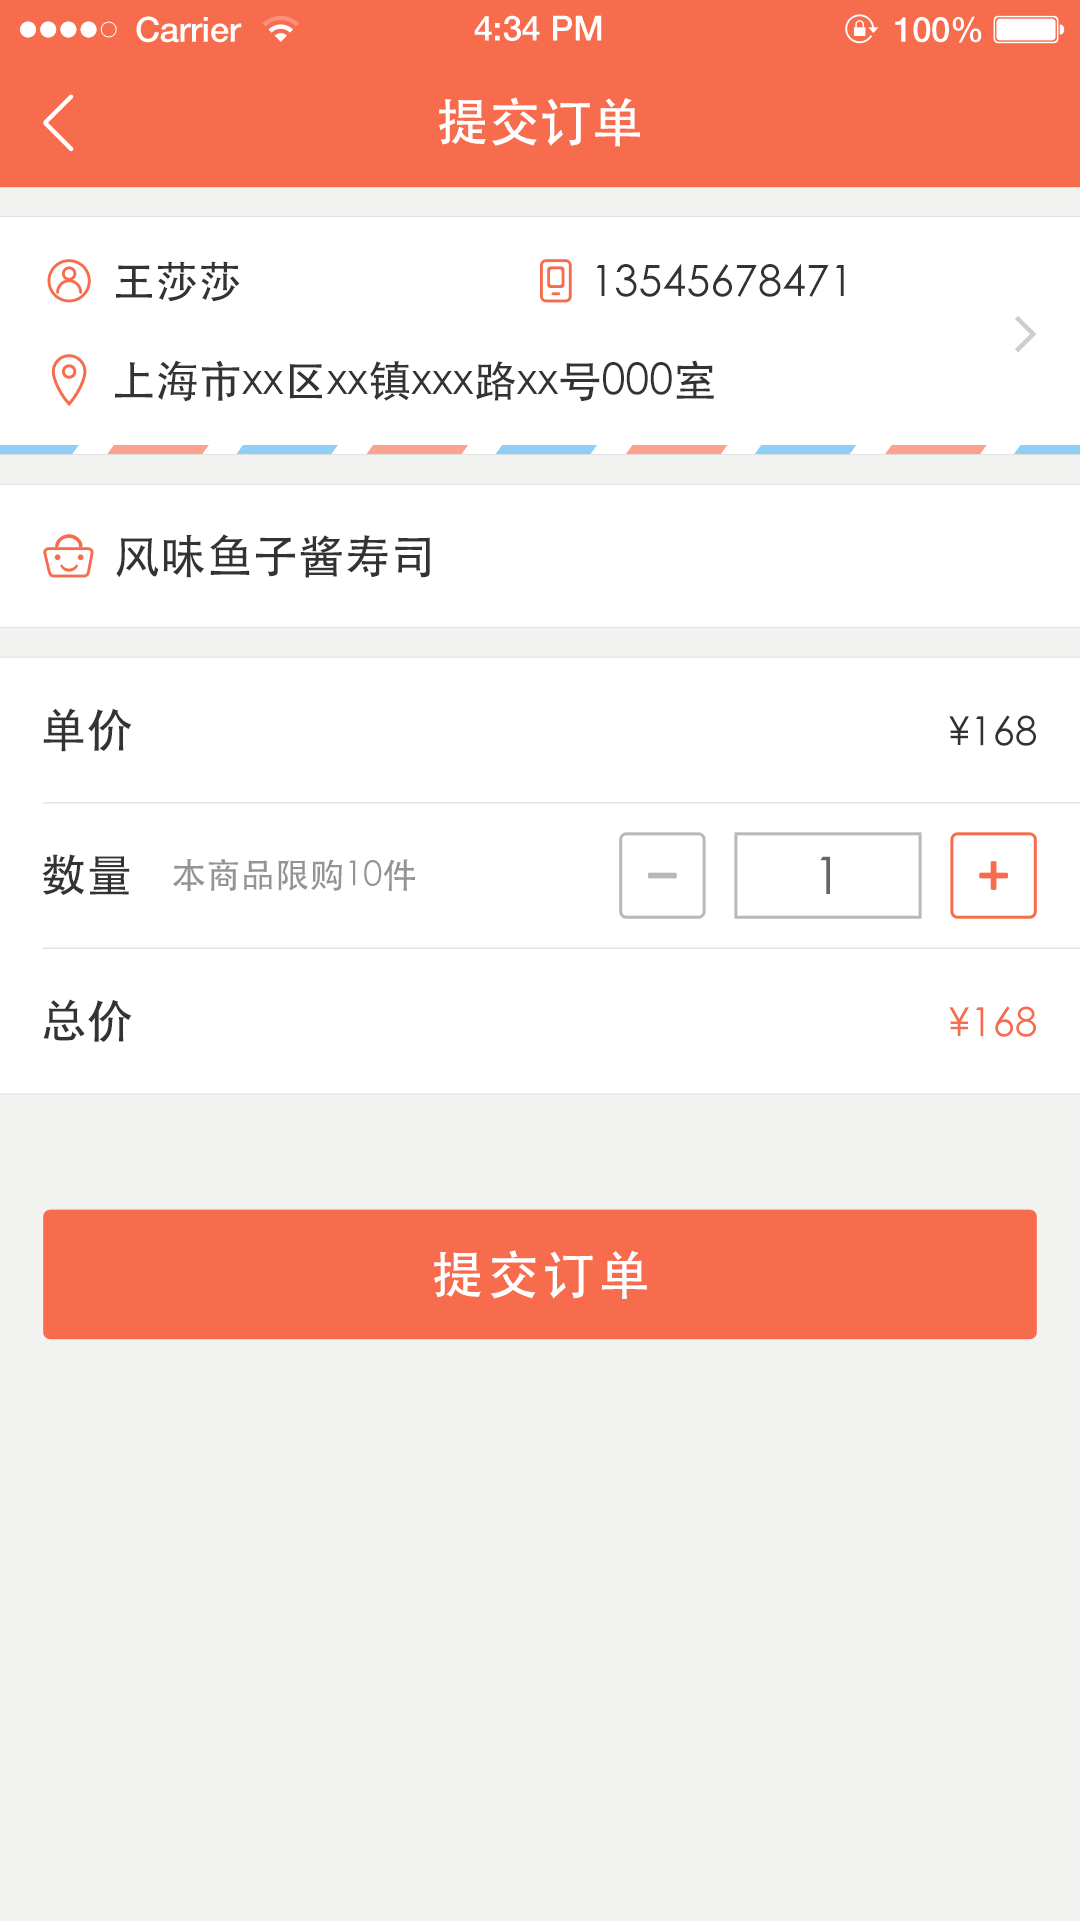 Carrier 4:34 PM 100%
提交订单
王莎莎 13545678471
上海市xx区xx镇xxx路xx号000室
风味鱼子酱寿司
单价 ¥168
数量 本商品限购10件 1
总价 ¥168
提交订单